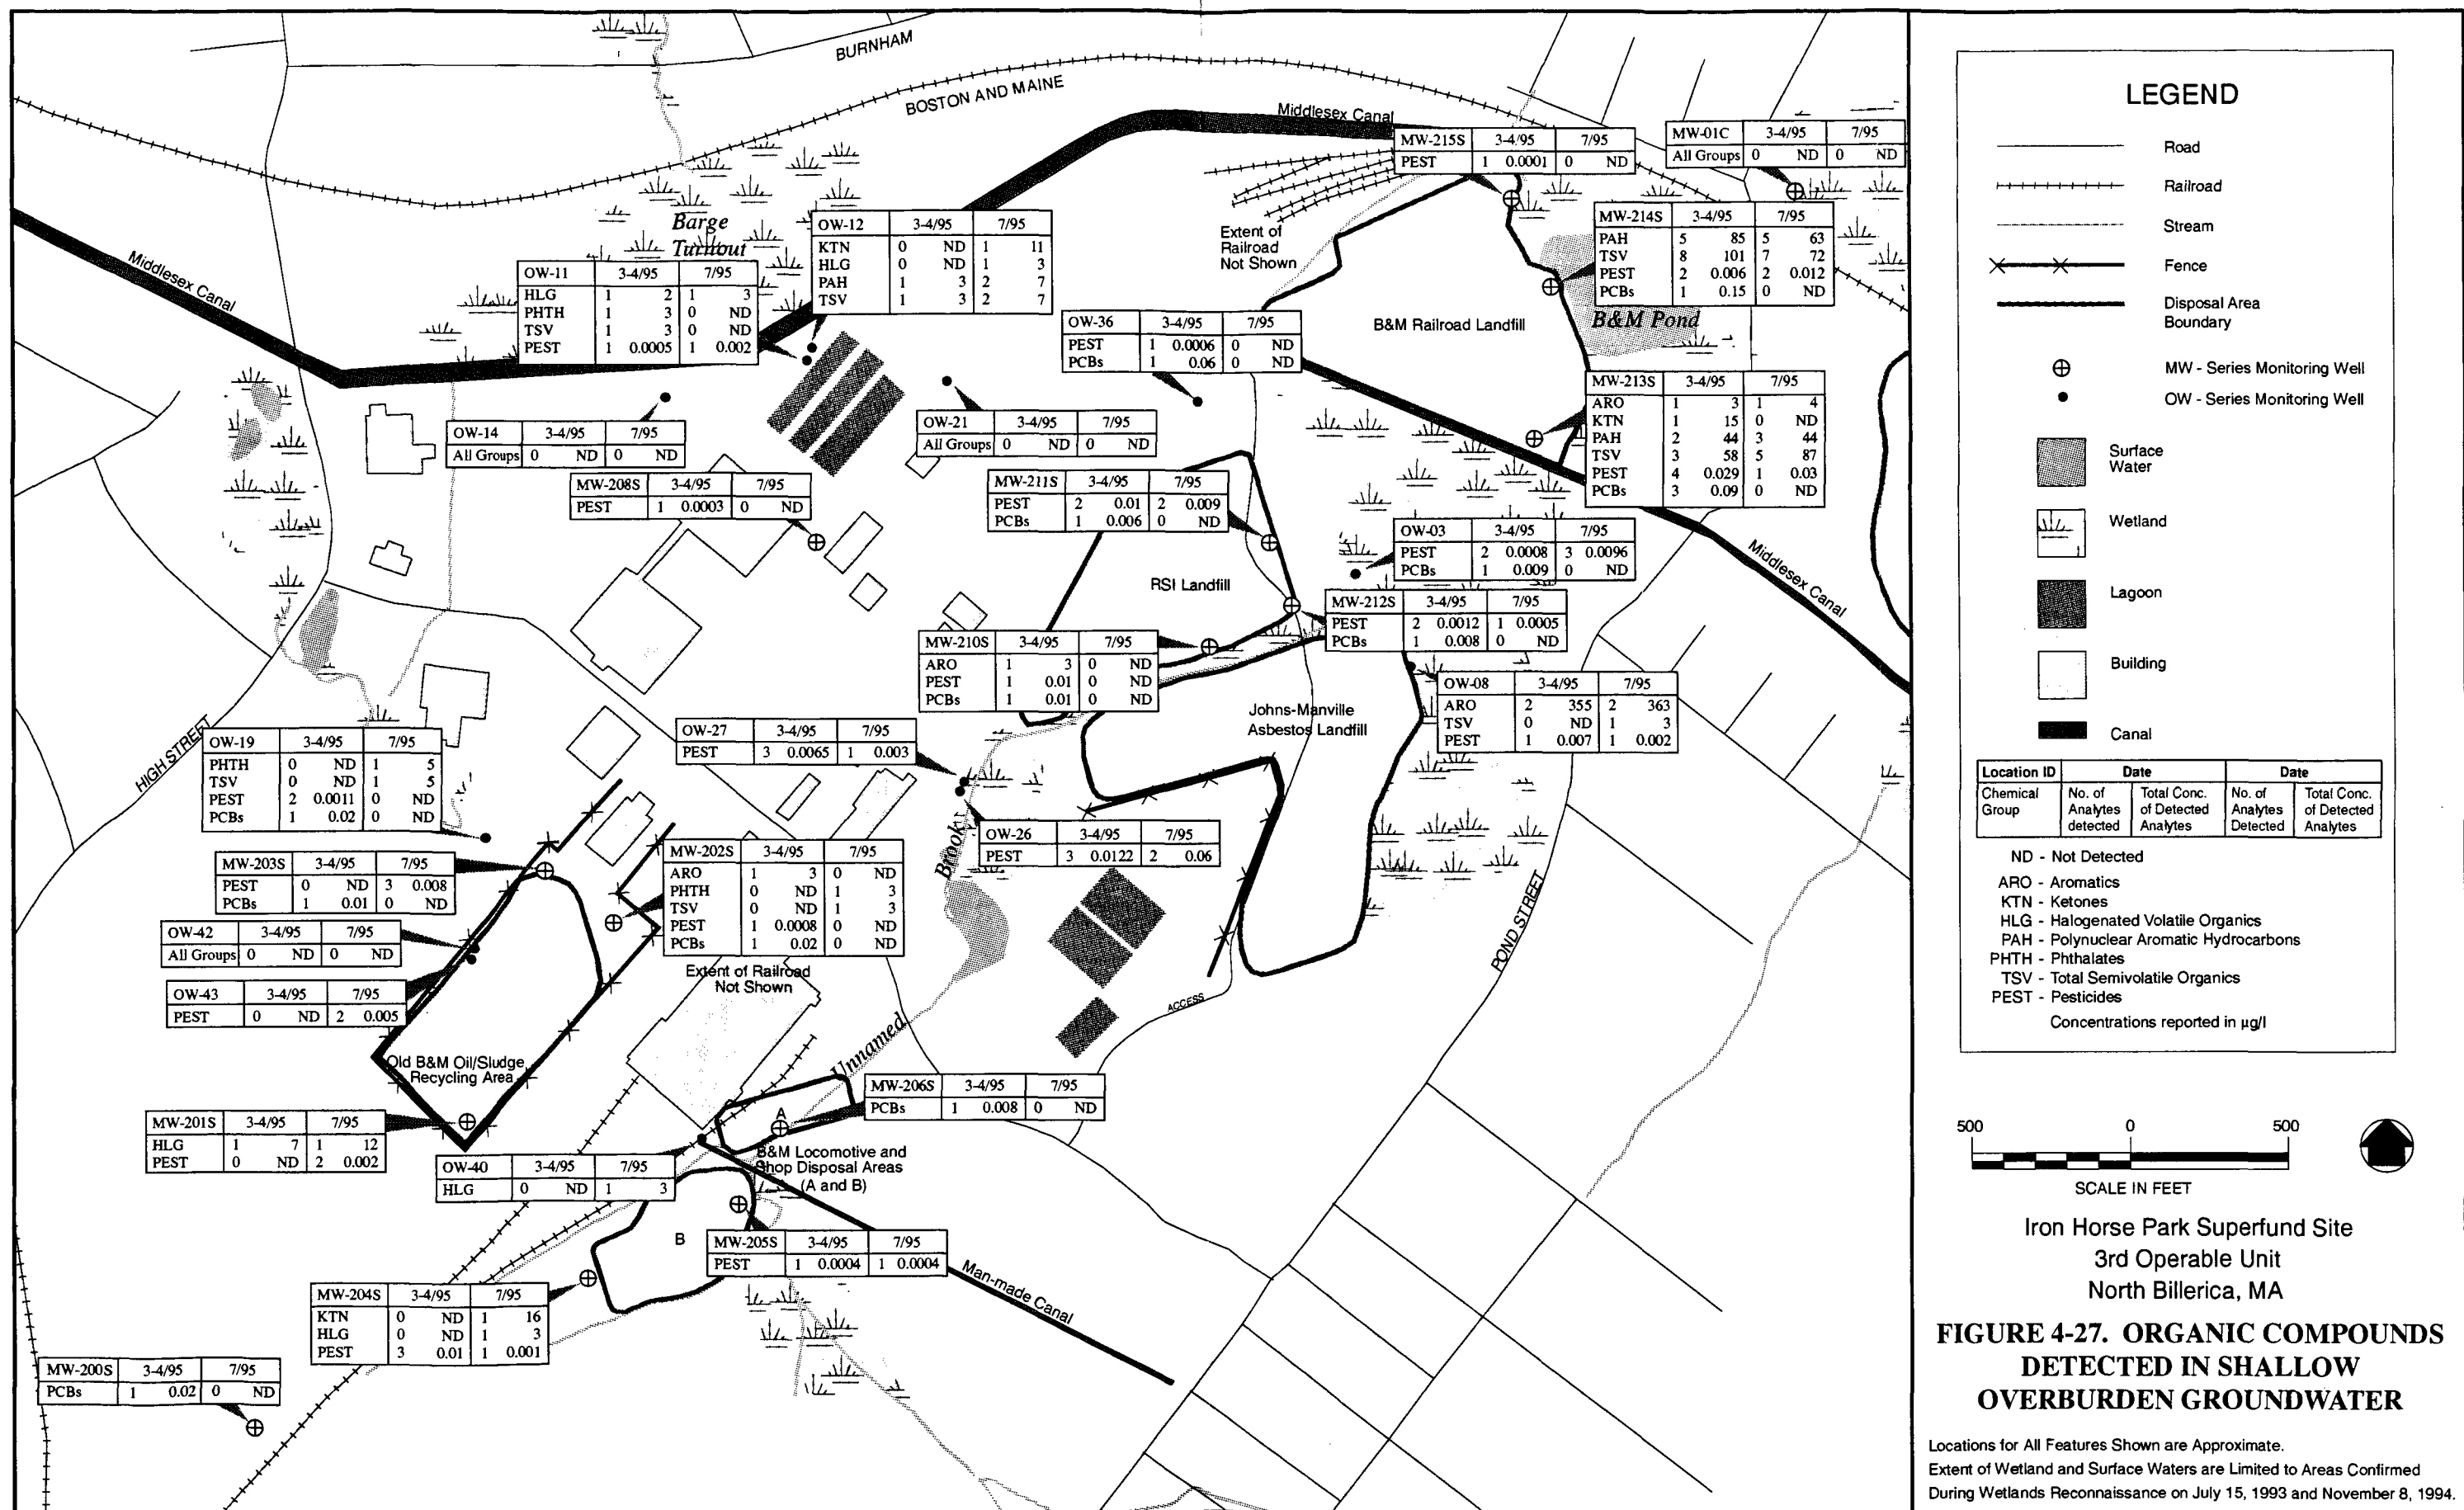 BURNHAM
BOSTON AND MAINE
Middlesex Canal
Middlesex Canal
Barge
Turnout
Extent of
Railroad
Not Shown
B&M Railroad Landfill
B&M Pond
MW-215S 3-4/95 7/95
PEST 1 0.0001 0 ND
MW-01C 3-4/95 7/95
All Groups 0 ND 0 ND
MW-214S 3-4/95 7/95
PAH 5 85 5 63
TSV 8 101 7 72
PEST 2 0.006 2 0.012
PCBs 1 0.15 0 ND
OW-12 3-4/95 7/95
KTN 0 ND 1 11
HLG 0 ND 1 3
PAH 1 3 2 7
TSV 1 3 2 7
OW-11 3-4/95 7/95
HLG 1 2 1 3
PHTH 1 3 0 ND
TSV 1 3 0 ND
PEST 1 0.0005 1 0.002
OW-36 3-4/95 7/95
PEST 1 0.0006 0 ND
PCBs 1 0.06 0 ND
MW-213S 3-4/95 7/95
ARO 1 3 1 4
KTN 1 15 0 ND
PAH 2 44 3 44
TSV 3 58 5 87
PEST 4 0.029 1 0.03
PCBs 3 0.09 0 ND
OW-14 3-4/95 7/95
All Groups 0 ND 0 ND
OW-21 3-4/95 7/95
All Groups 0 ND 0 ND
MW-208S 3-4/95 7/95
PEST 1 0.0003 0 ND
MW-211S 3-4/95 7/95
PEST 2 0.01 2 0.009
PCBs 1 0.006 0 ND
OW-03 3-4/95 7/95
PEST 2 0.0008 3 0.0096
PCBs 1 0.009 0 ND
Middlesex Canal
RSI Landfill
MW-212S 3-4/95 7/95
PEST 2 0.0012 1 0.0005
PCBs 1 0.008 0 ND
MW-210S 3-4/95 7/95
ARO 1 3 0 ND
PEST 1 0.01 0 ND
PCBs 1 0.01 0 ND
OW-08 3-4/95 7/95
ARO 2 355 2 363
TSV 0 ND 1 3
PEST 1 0.007 1 0.002
Johns-Manville
Asbestos Landfill
HIGH STREET
OW-19 3-4/95 7/95
PHTH 0 ND 1 5
TSV 0 ND 1 5
PEST 2 0.0011 0 ND
PCBs 1 0.02 0 ND
OW-27 3-4/95 7/95
PEST 3 0.0065 1 0.003
OW-26 3-4/95 7/95
PEST 3 0.0122 2 0.06
Brook
MW-203S 3-4/95 7/95
PEST 0 ND 3 0.008
PCBs 1 0.01 0 ND
MW-202S 3-4/95 7/95
ARO 1 3 0 ND
PHTH 0 ND 1 3
TSV 0 ND 1 3
PEST 1 0.0008 0 ND
PCBs 1 0.02 0 ND
Extent of Railroad
Not Shown
OW-42 3-4/95 7/95
All Groups 0 ND 0 ND
OW-43 3-4/95 7/95
PEST 0 ND 2 0.005
POND STREET
ACCESS
Unnamed
Old B&M Oil/Sludge
Recycling Area
MW-206S 3-4/95 7/95
PCBs 1 0.008 0 ND
MW-201S 3-4/95 7/95
HLG 1 7 1 12
PEST 0 ND 2 0.002
A
B&M Locomotive and
Shop Disposal Areas
(A and B)
OW-40 3-4/95 7/95
HLG 0 ND 1 3
B
MW-205S 3-4/95 7/95
PEST 1 0.0004 1 0.0004
Man-made Canal
MW-204S 3-4/95 7/95
KTN 0 ND 1 16
HLG 0 ND 1 3
PEST 3 0.01 1 0.001
MW-200S 3-4/95 7/95
PCBs 1 0.02 0 ND
LEGEND
Road
Railroad
Stream
Fence
Disposal Area
Boundary
MW - Series Monitoring Well
OW - Series Monitoring Well
Surface
Water
Wetland
Lagoon
Building
Canal
Location ID Date Date
Chemical Group No. of Analytes detected Total Conc. of Detected Analytes No. of Analytes Detected Total Conc. of Detected Analytes
ND - Not Detected
ARO - Aromatics
KTN - Ketones
HLG - Halogenated Volatile Organics
PAH - Polynuclear Aromatic Hydrocarbons
PHTH - Phthalates
TSV - Total Semivolatile Organics
PEST - Pesticides
Concentrations reported in µg/l
500 0 500
SCALE IN FEET
Iron Horse Park Superfund Site
3rd Operable Unit
North Billerica, MA
FIGURE 4-27. ORGANIC COMPOUNDS
DETECTED IN SHALLOW
OVERBURDEN GROUNDWATER
Locations for All Features Shown are Approximate.
Extent of Wetland and Surface Waters are Limited to Areas Confirmed
During Wetlands Reconnaissance on July 15, 1993 and November 8, 1994.